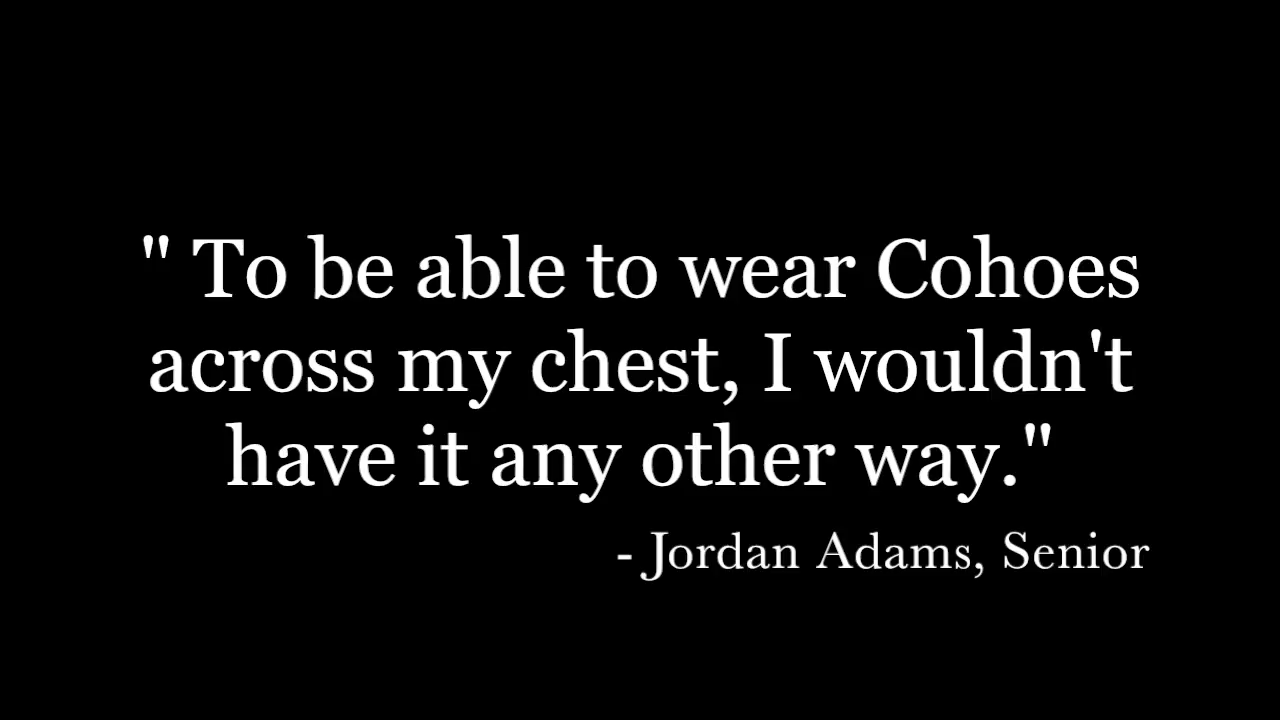 " To be able to wear Cohoes
across my chest, I wouldn't
have it any other way."
- Jordan Adams, Senior